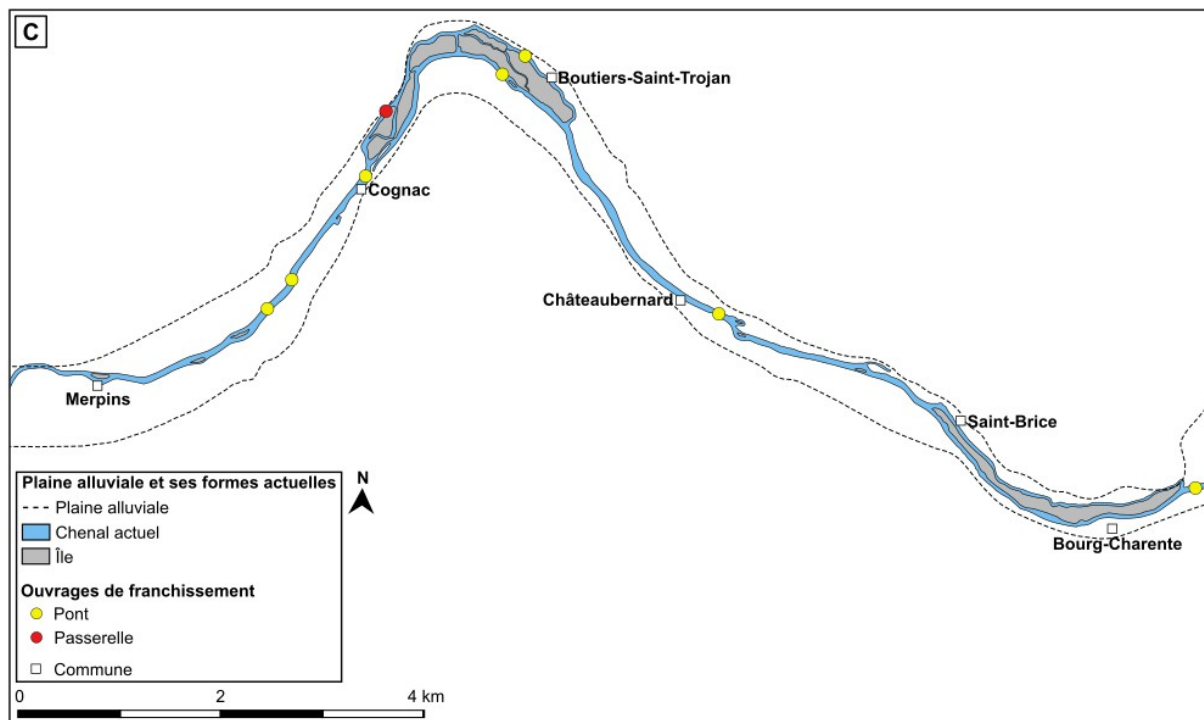 C
Boutiers-Saint-Trojan
Cognac
Châteaubernard
Merpins
Saint-Brice
Bourg-Charente
Plaine alluviale et ses formes actuelles
Plaine alluviale
Chenal actuel
Île
Ouvrages de franchissement
Pont
Passerelle
Commune
N
0 2 4 km